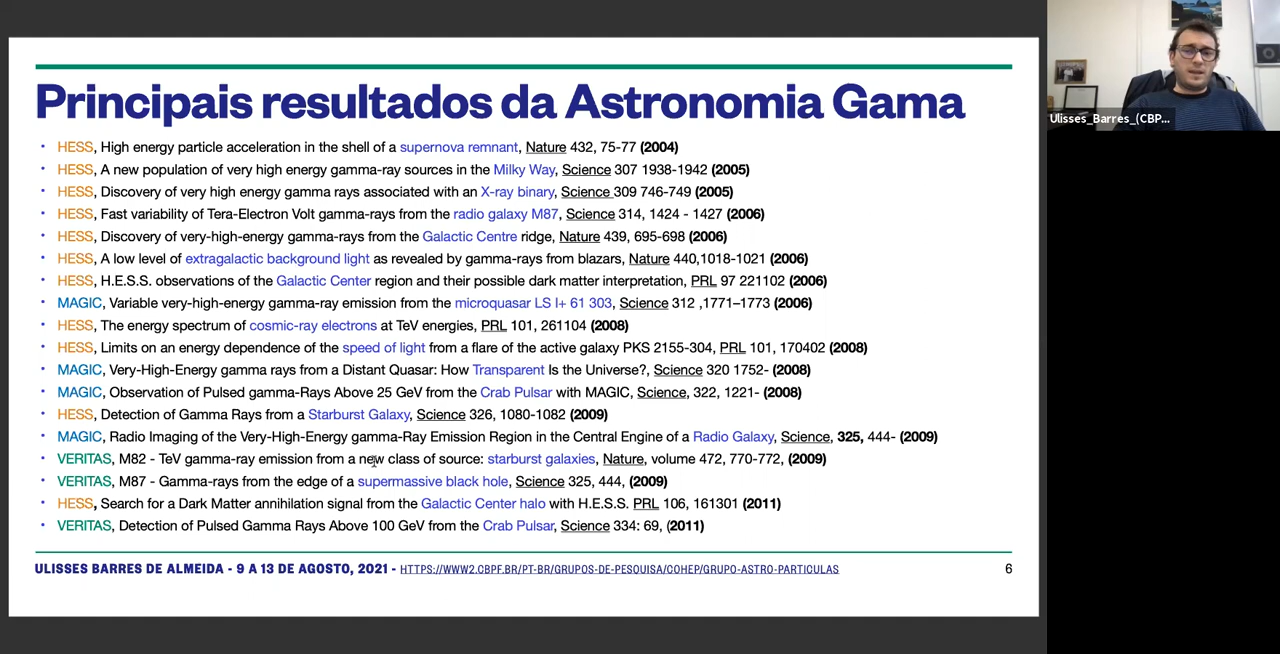 Principais resultados da Astronomia Gama
• HESS, High energy particle acceleration in the shell of a supernova remnant, Nature 432, 75-77 (2004)
• HESS, A new population of very high energy gamma-ray sources in the Milky Way, Science 307 1938-1942 (2005)
• HESS, Discovery of very high energy gamma rays associated with an X-ray binary, Science 309 746-749 (2005)
• HESS, Fast variability of Tera-Electron Volt gamma-rays from the radio galaxy M87, Science 314, 1424 - 1427 (2006)
• HESS, Discovery of very-high-energy gamma-rays from the Galactic Centre ridge, Nature 439, 695-698 (2006)
• HESS, A low level of extragalactic background light as revealed by gamma-rays from blazars, Nature 440,1018-1021 (2006)
• HESS, H.E.S.S. observations of the Galactic Center region and their possible dark matter interpretation, PRL 97 221102 (2006)
• MAGIC, Variable very-high-energy gamma-ray emission from the microquasar LS I+ 61 303, Science 312 ,1771–1773 (2006)
• HESS, The energy spectrum of cosmic-ray electrons at TeV energies, PRL 101, 261104 (2008)
• HESS, Limits on an energy dependence of the speed of light from a flare of the active galaxy PKS 2155-304, PRL 101, 170402 (2008)
• MAGIC, Very-High-Energy gamma rays from a Distant Quasar: How Transparent Is the Universe?, Science 320 1752- (2008)
• MAGIC, Observation of Pulsed gamma-Rays Above 25 GeV from the Crab Pulsar with MAGIC, Science, 322, 1221- (2008)
• HESS, Detection of Gamma Rays from a Starburst Galaxy, Science 326, 1080-1082 (2009)
• MAGIC, Radio Imaging of the Very-High-Energy gamma-Ray Emission Region in the Central Engine of a Radio Galaxy, Science, 325, 444- (2009)
• VERITAS, M82 - TeV gamma-ray emission from a new class of source: starburst galaxies, Nature, volume 472, 770-772, (2009)
• VERITAS, M87 - Gamma-rays from the edge of a supermassive black hole, Science 325, 444, (2009)
• HESS, Search for a Dark Matter annihilation signal from the Galactic Center halo with H.E.S.S. PRL 106, 161301 (2011)
• VERITAS, Detection of Pulsed Gamma Rays Above 100 GeV from the Crab Pulsar, Science 334: 69, (2011)
ULISSES BARRES DE ALMEIDA - 9 A 13 DE AGOSTO, 2021 - HTTPS://WWW2.CBPF.BR/PT-BR/GRUPOS-DE-PESQUISA/COHEP/GRUPO-ASTRO-PARTICULAS
6
Ulisses_Barres_(CBP...